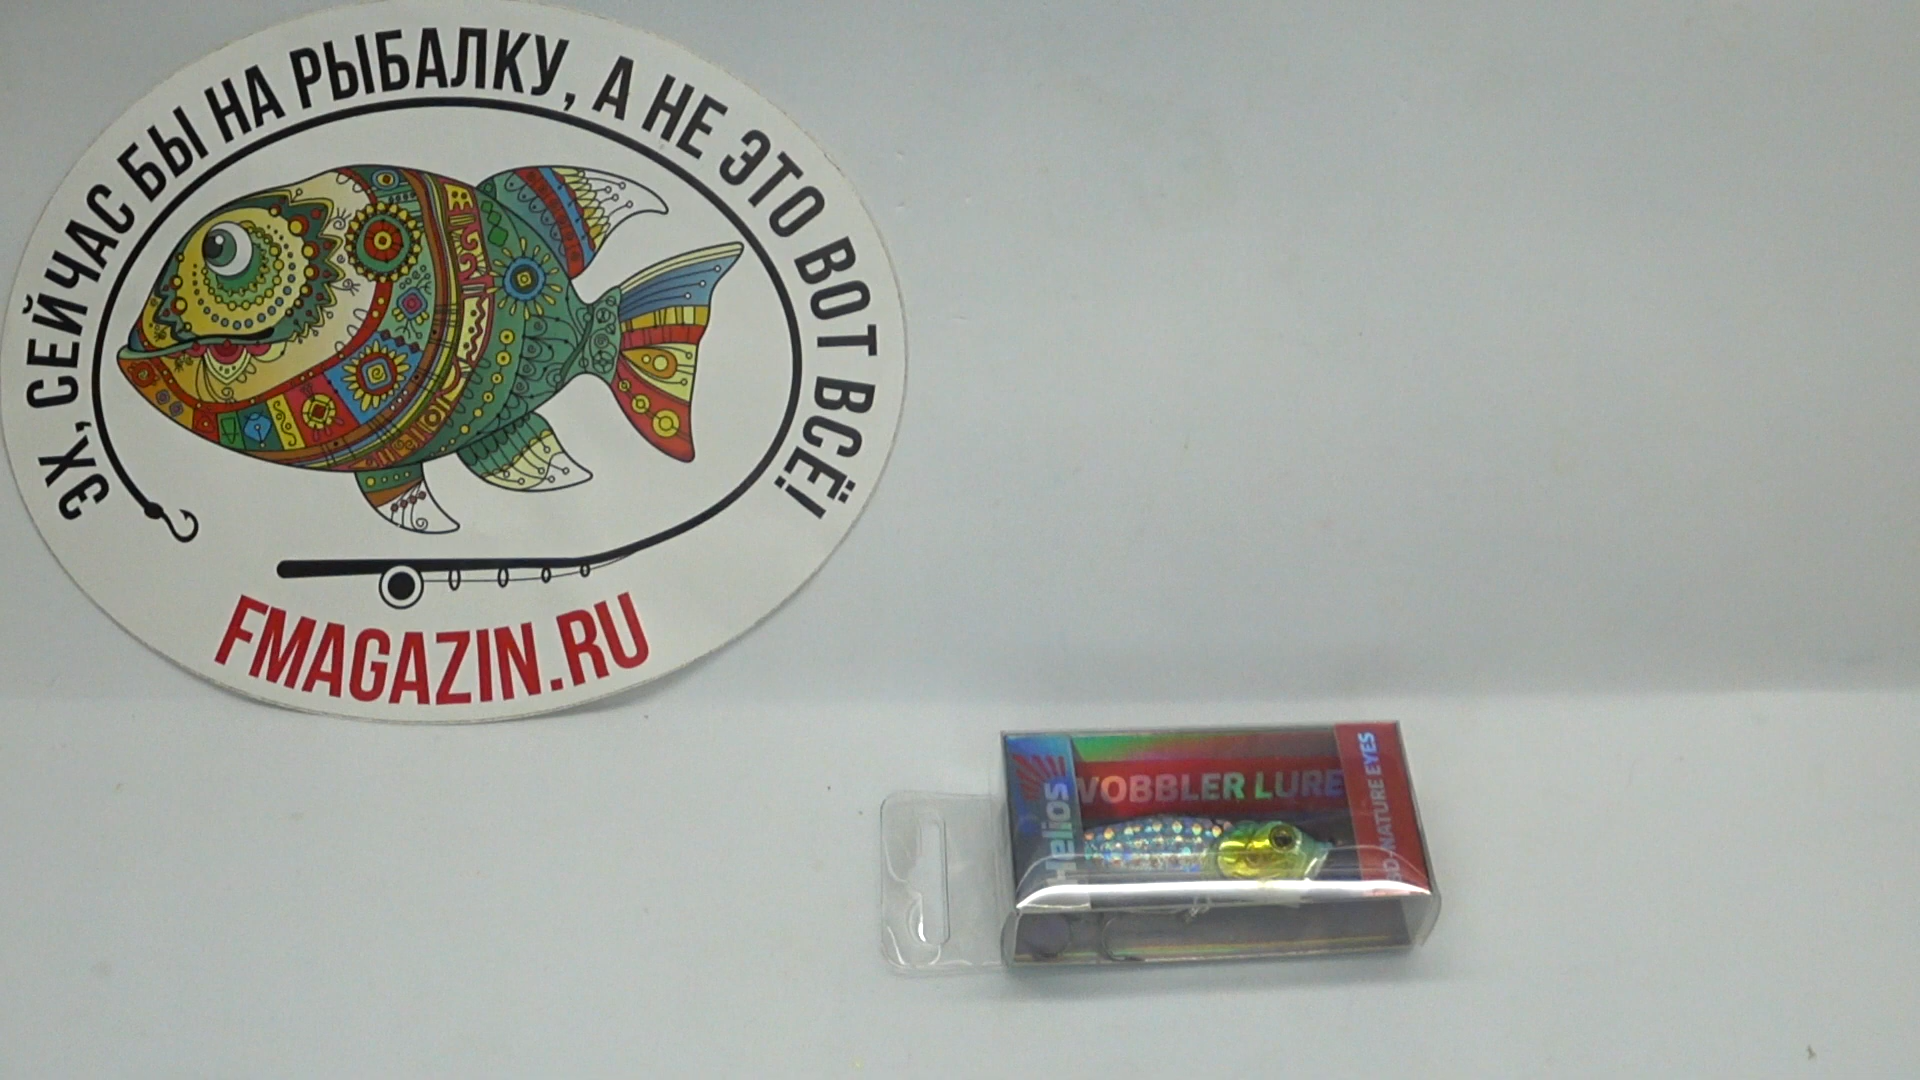 ЭХ, СЕЙЧАС БЫ НА РЫБАЛКУ, А НЕ ЭТО ВОТ ВСЁ!
FMAGAZIN.RU
Helios
WOBBLER LURE
3D-NATURE EYES